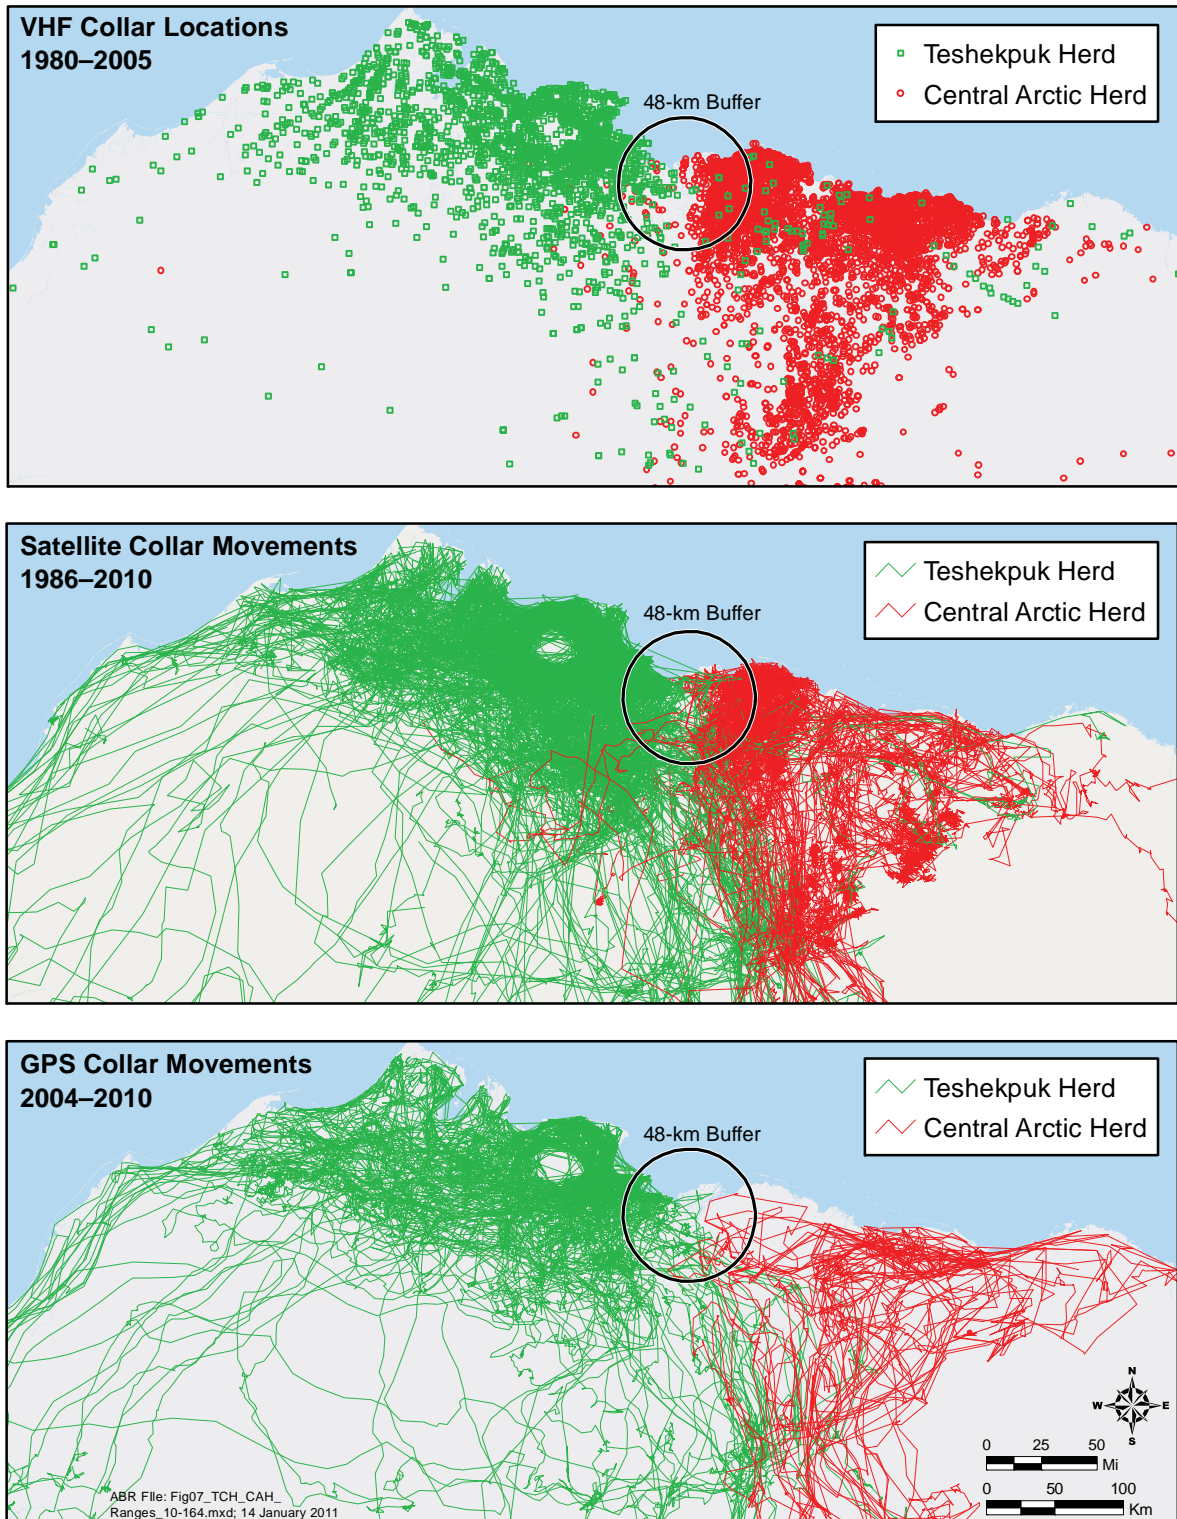 VHF Collar Locations
1980–2005
Teshekpuk Herd
Central Arctic Herd
48-km Buffer
Satellite Collar Movements
1986–2010
Teshekpuk Herd
Central Arctic Herd
48-km Buffer
GPS Collar Movements
2004–2010
Teshekpuk Herd
Central Arctic Herd
48-km Buffer
N
W E
S
0 25 50
Mi
0 50 100
Km
ABR FIle: Fig07_TCH_CAH_
Ranges_10-164.mxd; 14 January 2011